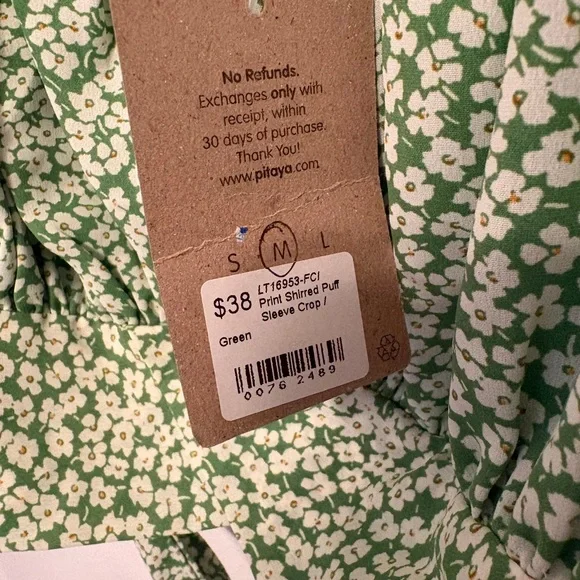 No Refunds.
Exchanges only with
receipt, within
30 days of purchase.
Thank You!
www.pitaya.com
S M L
LT16953-FC/
$38 Print Shirred Puff
Sleeve Crop /
Green
0076 2489